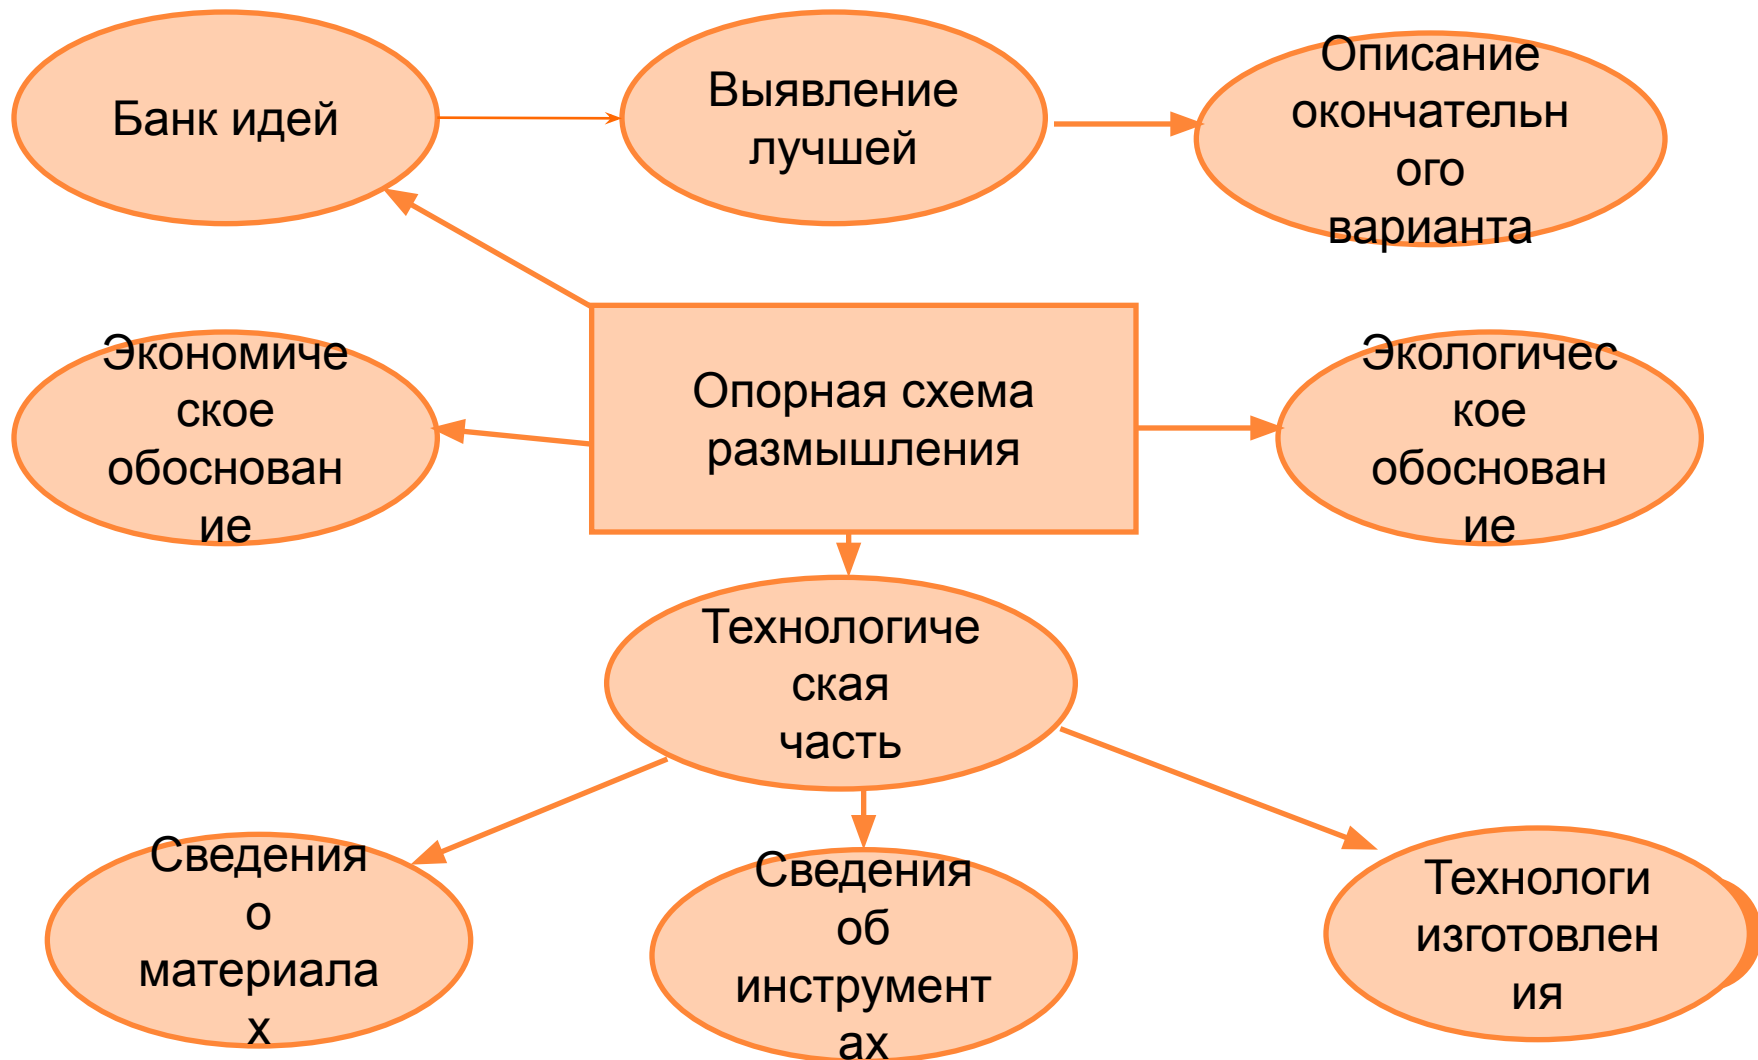 Банк идей
Выявление
лучшей
Описание
окончательн
ого
варианта
Экономиче
ское
обоснован
ие
Опорная схема
размышления
Экологичес
кое
обоснован
ие
Технологиче
ская
часть
Сведения
о
материала
х
Сведения
об
инструмент
ах
Технологи
изготовлен
ия